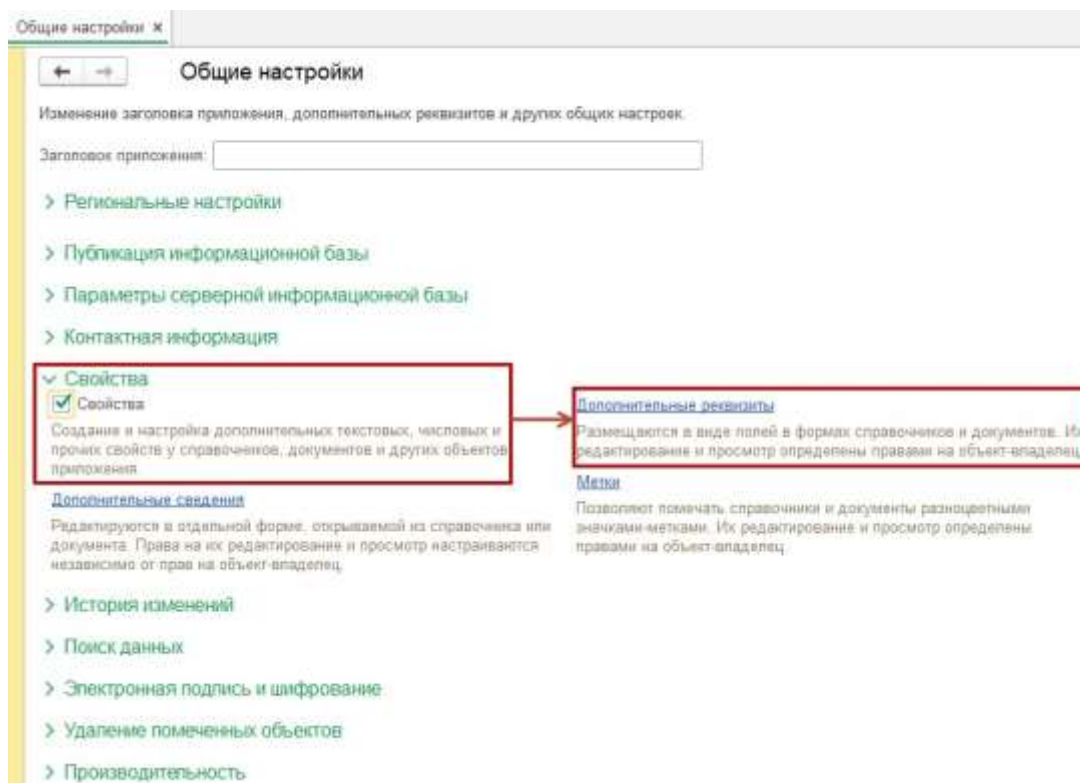 Общие настройки ×
Общие настройки
Изменение заголовка приложения, дополнительных реквизитов и других общих настроек.
Заголовок приложения:
Региональные настройки
Публикация информационной базы
Параметры серверной информационной базы
Контактная информация
Свойства
Свойства
Создание и настройка дополнительных текстовых, числовых и
прочих свойств у справочников, документов и других объектов
приложения
Дополнительные реквизиты
Размещаются в виде полей в формах справочников и документов. Их
редактирование и просмотр определены правами на объект-владелец
Дополнительные сведения
Редактируются в отдельной форме, открываемой из справочника или
документа. Права на их редактирование и просмотр настраиваются
независимо от прав на объект-владелец.
Метки
Позволяют помечать справочники и документы разноцветными
значками-метками. Их редактирование и просмотр определены
правами на объект-владелец
История изменений
Поиск данных
Электронная подпись и шифрование
Удаление помеченных объектов
Производительность